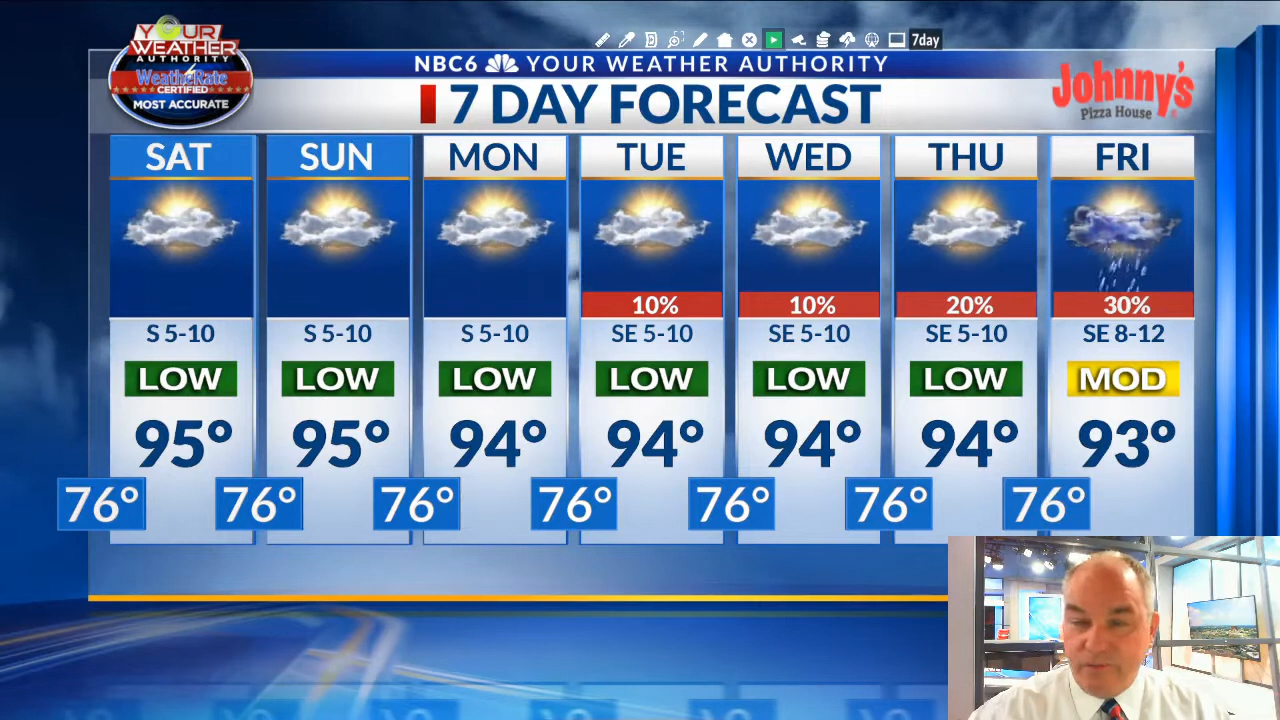 YOUR
WEATHER
AUTHORITY
WeatheRate
CERTIFIED
MOST ACCURATE
7day
NBC6 YOUR WEATHER AUTHORITY
7 DAY FORECAST
Johnny's
Pizza House
SAT SUN MON TUE WED THU FRI
10% 10% 20% 30%
S 5-10 S 5-10 S 5-10 SE 5-10 SE 5-10 SE 5-10 SE 8-12
LOW LOW LOW LOW LOW LOW MOD
95° 95° 94° 94° 94° 94° 93°
76° 76° 76° 76° 76° 76° 76°